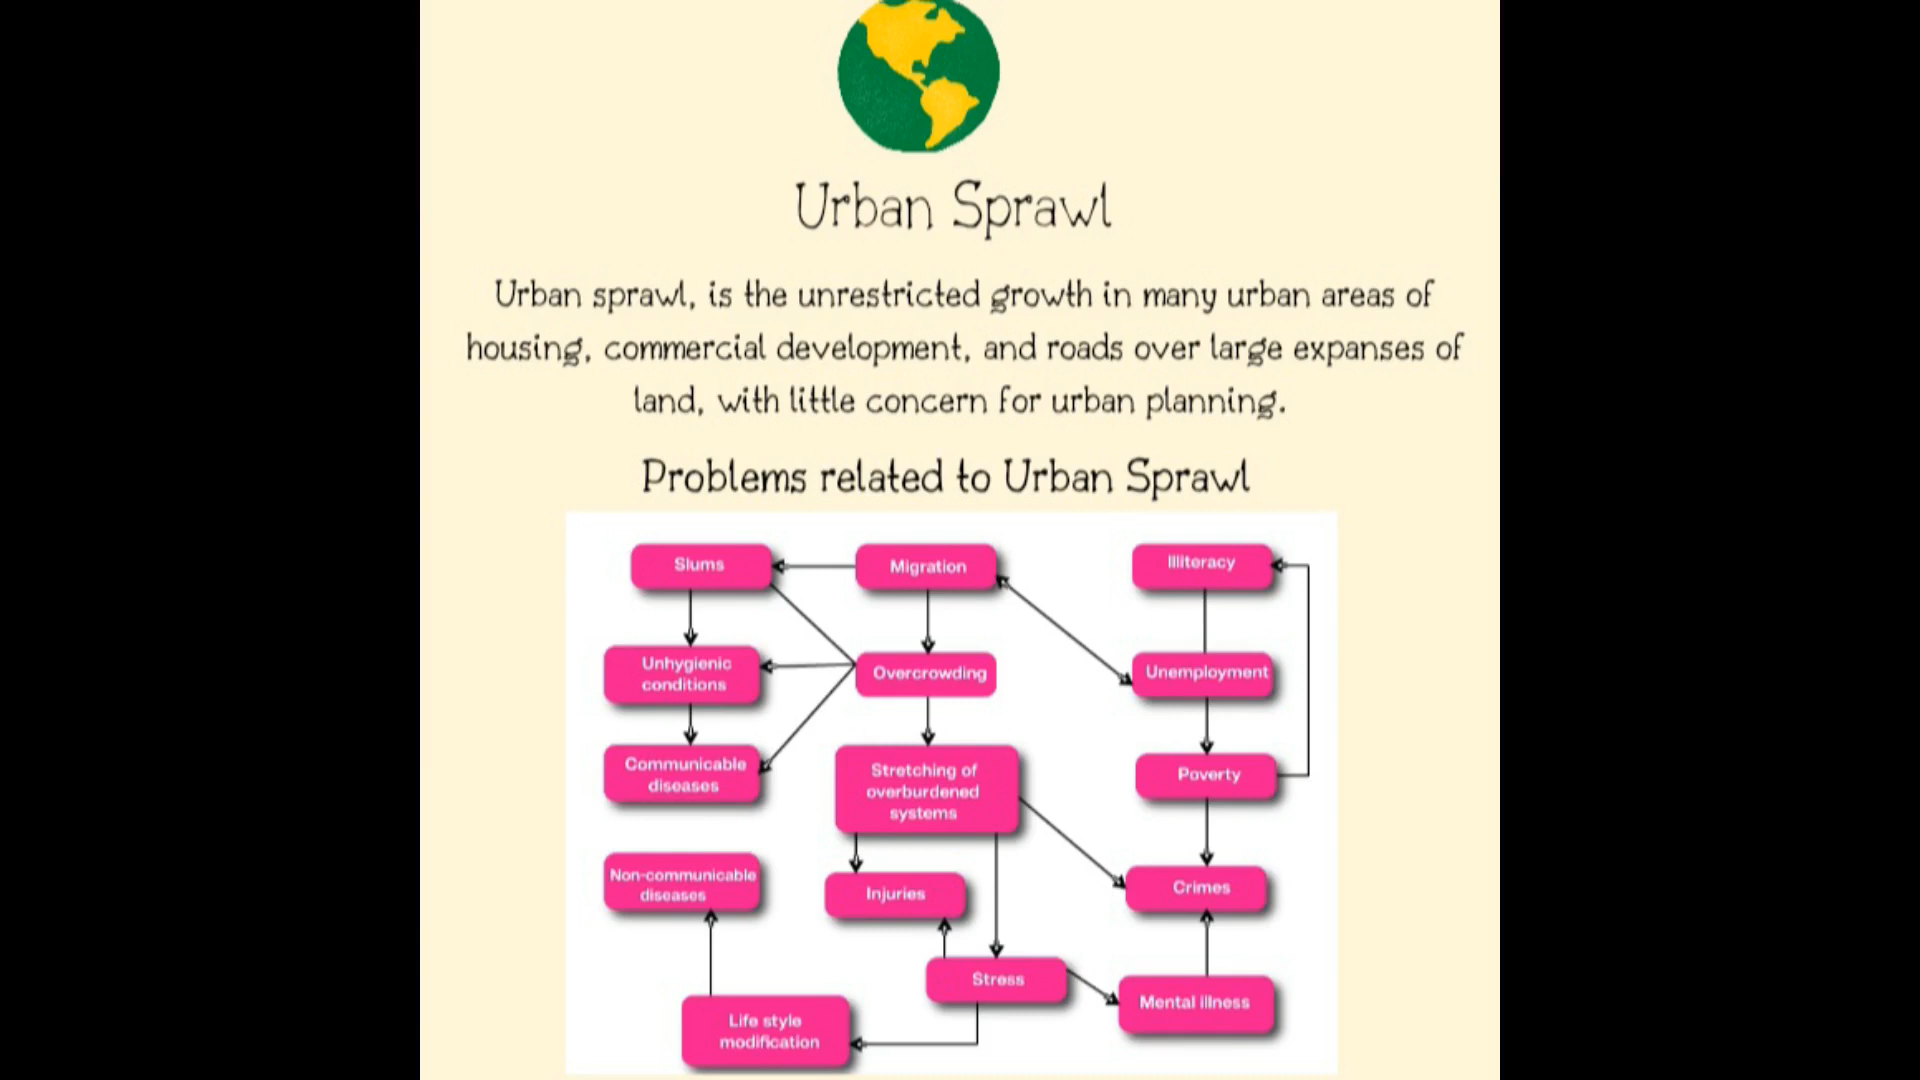 Urban Sprawl
Urban sprawl, is the unrestricted growth in many urban areas of
housing, commercial development, and roads over large expanses of
land, with little concern for urban planning.
Problems related to Urban Sprawl
Slums
Migration
Illiteracy
Unhygienic
conditions
Overcrowding
Unemployment
Communicable
diseases
Stretching of
overburdened
systems
Poverty
Non-communicable
diseases
Injuries
Crimes
Stress
Mental illness
Life style
modification